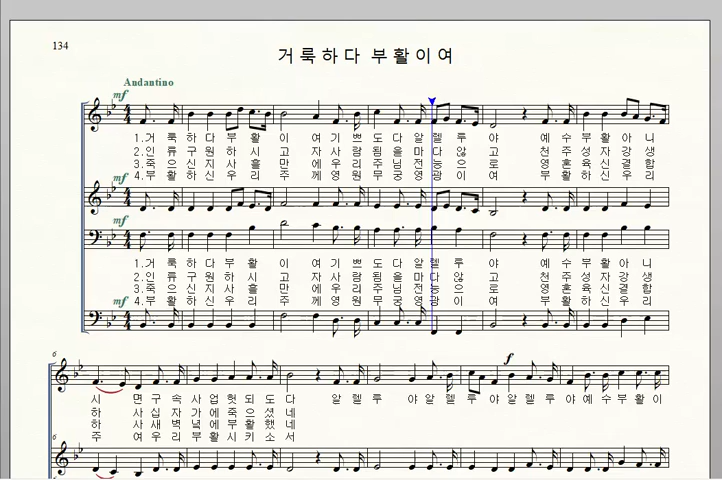 134
거룩하다 부활이여
Andantino
mf
1.거 룩 하 다 부 활 이 여 기 쁘 도 다 알 렐 루 야 예 수 부 활 아 니
2.인 류 구 원 하 시 고 자 사 람 됨 을 마 다 않 고 천 주 성 자 강 생
3.죽 으 신 지 사 흘 만 에 우 리 주 님 전 능 으 로 영 혼 육 신 결 합
4.부 활 하 신 우 리 주 께 영 원 무 궁 영 광 이 여 부 활 하 신 우 리
mf
mf
1.거 룩 하 다 부 활 이 여 기 쁘 도 다 알 렐 루 야 예 수 부 활 아 니
2.인 류 구 원 하 시 고 자 사 람 됨 을 마 다 않 고 천 주 성 자 강 생
3.죽 으 신 지 사 흘 만 에 우 리 주 님 전 능 으 로 영 혼 육 신 결 합
4.부 활 하 신 우 리 주 께 영 원 무 궁 영 광 이 여 부 활 하 신 우 리
mf
6
f
시 면 구 속 사 업 헛 되 도 다 알 렐 루 야 알 렐 루 야 알 렐 루 야 예 수 부 활 이
하 사 십 자 가 에 죽 으 셨 네
하 사 새 벽 녘 에 부 활 했 네
주 여 우 리 부 활 시 키 소 서
6